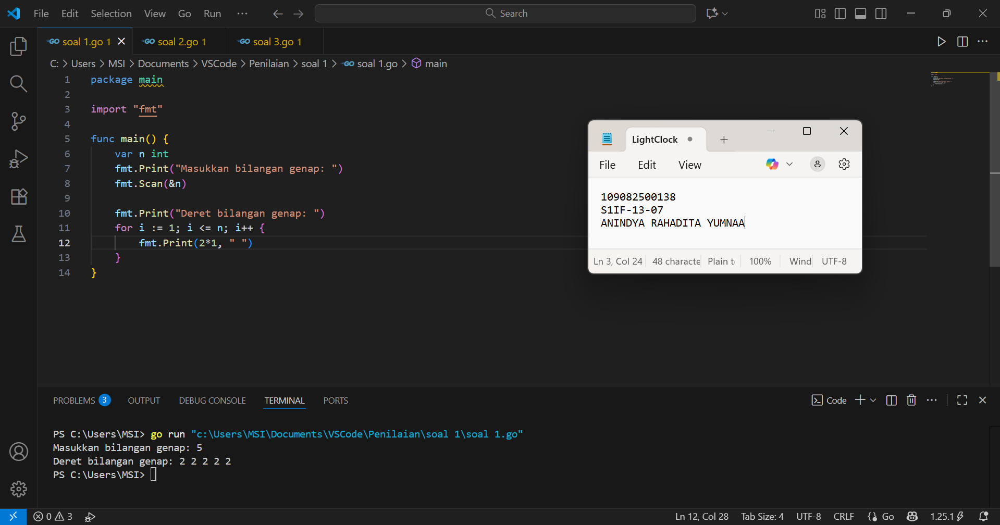 File Edit Selection View Go Run ··· Search
GO soal 1.go 1 GO soal 2.go 1 GO soal 3.go 1
C: > Users > MSI > Documents > VSCode > Penilaian > soal 1 > GO soal 1.go > main
1 package main
2
3 import "fmt"
4
5 func main() {
6 var n int
7 fmt.Print("Masukkan bilangan genap: ")
8 fmt.Scan(&n)
9
10 fmt.Print("Deret bilangan genap: ")
11 for i := 1; i <= n; i++ {
12 fmt.Print(2*1, " ")
13 }
14 }
LightClock
File Edit View
109082500138
S1IF-13-07
ANINDYA RAHADITA YUMNAA
Ln 3, Col 24 48 characte Plain t 100% Wind UTF-8
PROBLEMS 3 OUTPUT DEBUG CONSOLE TERMINAL PORTS Code
PS C:\Users\MSI> go run "c:\Users\MSI\Documents\VSCode\Penilaian\soal 1\soal 1.go"
Masukkan bilangan genap: 5
Deret bilangan genap: 2 2 2 2 2
PS C:\Users\MSI>
0 3 Ln 12, Col 28 Tab Size: 4 UTF-8 CRLF Go 1.25.1